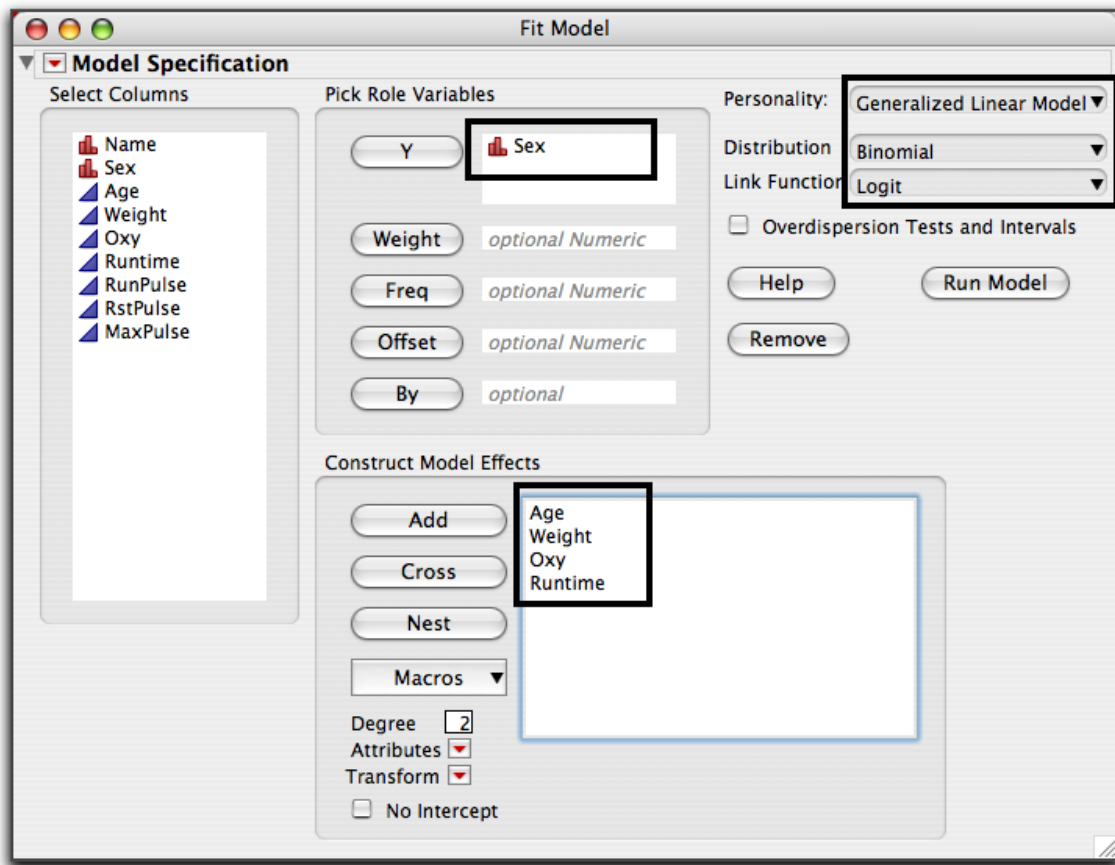 Fit Model
Model Specification
Select Columns
Name
Sex
Age
Weight
Oxy
Runtime
RunPulse
RstPulse
MaxPulse
Pick Role Variables
Y
Sex
Weight
optional Numeric
Freq
optional Numeric
Offset
optional Numeric
By
optional
Personality:
Generalized Linear Model
Distribution
Binomial
Link Function
Logit
Overdispersion Tests and Intervals
Help
Run Model
Remove
Construct Model Effects
Add
Cross
Nest
Macros
Degree 2
Attributes
Transform
No Intercept
Age
Weight
Oxy
Runtime